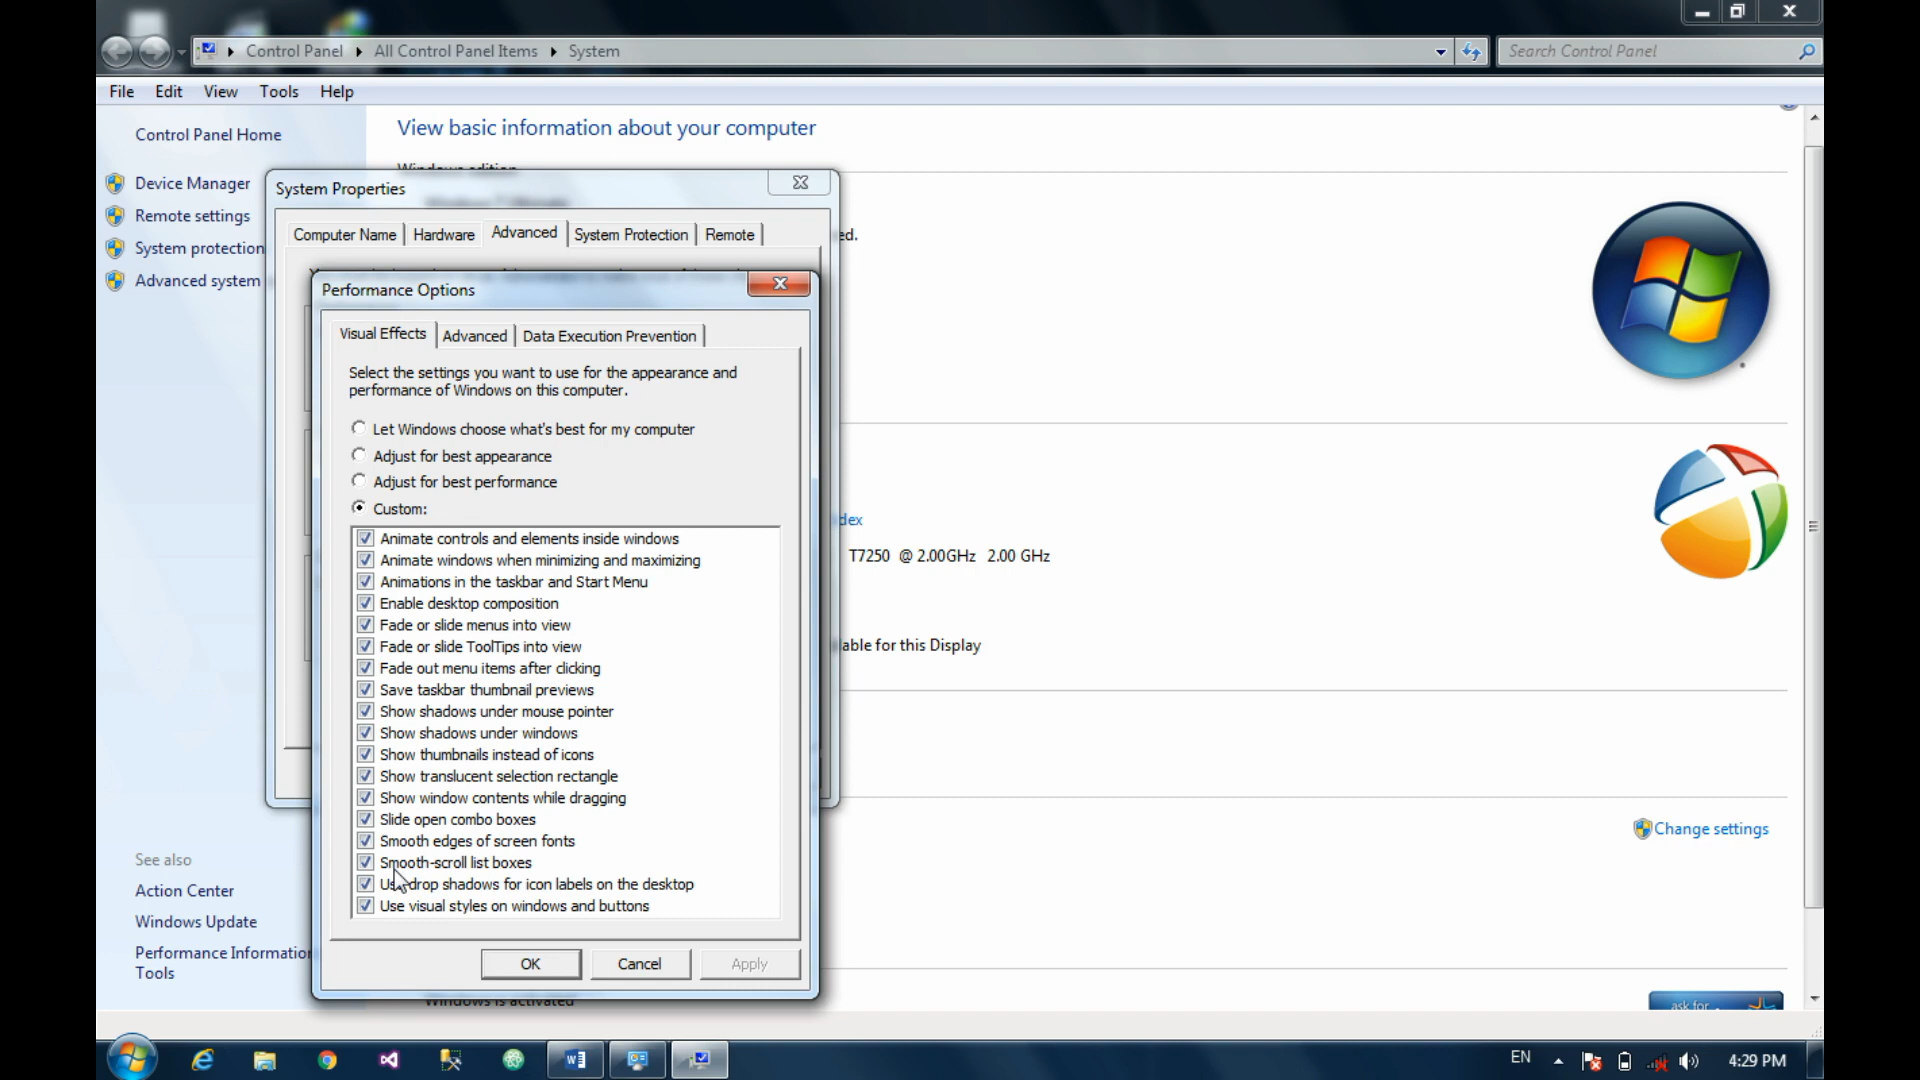 Control Panel All Control Panel Items System
Search Control Panel
File Edit View Tools Help
Control Panel Home
Device Manager
Remote settings
System protection
Advanced system
See also
Action Center
Windows Update
Performance Information
Tools
View basic information about your computer
Windows edition
System Properties
Computer Name Hardware Advanced System Protection Remote
ed.
Performance Options
Visual Effects Advanced Data Execution Prevention
Select the settings you want to use for the appearance and
performance of Windows on this computer.
Let Windows choose what's best for my computer
Adjust for best appearance
Adjust for best performance
Custom:
Animate controls and elements inside windows
Animate windows when minimizing and maximizing
Animations in the taskbar and Start Menu
Enable desktop composition
Fade or slide menus into view
Fade or slide ToolTips into view
Fade out menu items after clicking
Save taskbar thumbnail previews
Show shadows under mouse pointer
Show shadows under windows
Show thumbnails instead of icons
Show translucent selection rectangle
Show window contents while dragging
Slide open combo boxes
Smooth edges of screen fonts
Smooth-scroll list boxes
Use drop shadows for icon labels on the desktop
Use visual styles on windows and buttons
OK Cancel Apply
dex
T7250 @ 2.00GHz 2.00 GHz
able for this Display
Change settings
Windows is activated
ask for
EN
4:29 PM